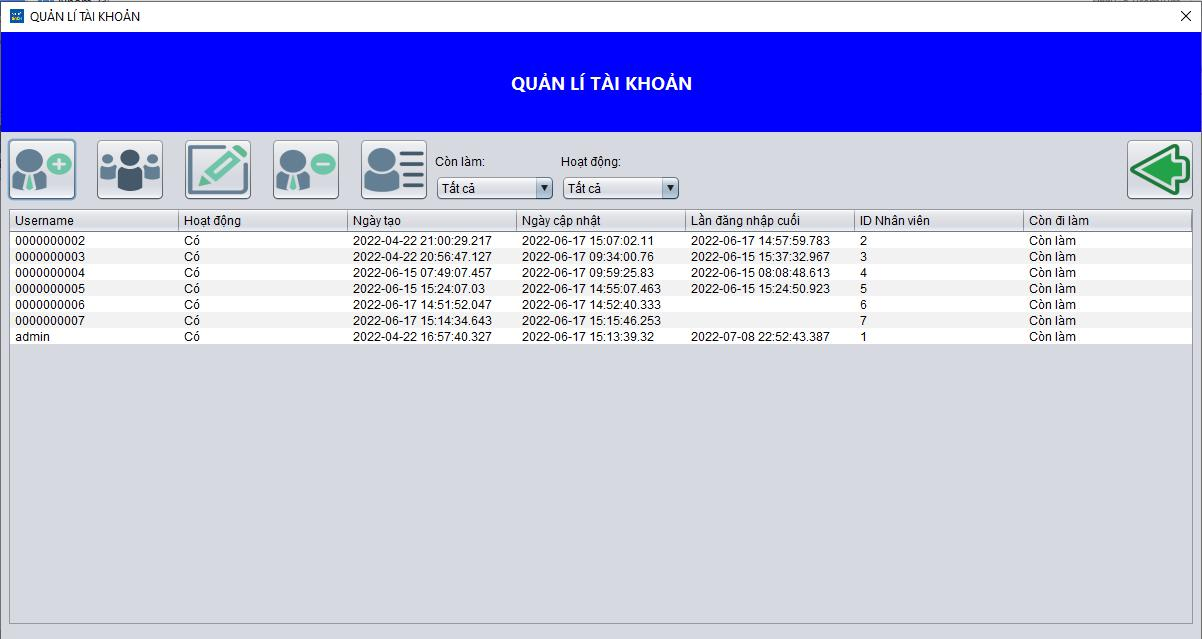 QUẢN LÍ TÀI KHOẢN
QUẢN LÍ TÀI KHOẢN
Còn làm: Hoạt động:
Tất cả Tất cả
Username Hoạt động Ngày tạo Ngày cập nhật Lần đăng nhập cuối ID Nhân viên Còn đi làm
0000000002 Có 2022-04-22 21:00:29.217 2022-06-17 15:07:02.11 2022-06-17 14:57:59.783 2 Còn làm
0000000003 Có 2022-04-22 20:56:47.127 2022-06-17 09:34:00.76 2022-06-15 15:37:32.967 3 Còn làm
0000000004 Có 2022-06-15 07:49:07.457 2022-06-17 09:59:25.83 2022-06-15 08:08:48.613 4 Còn làm
0000000005 Có 2022-06-15 15:24:07.03 2022-06-17 14:55:07.463 2022-06-15 15:24:50.923 5 Còn làm
0000000006 Có 2022-06-17 14:51:52.047 2022-06-17 14:52:40.333 6 Còn làm
0000000007 Có 2022-06-17 15:14:34.643 2022-06-17 15:15:46.253 7 Còn làm
admin Có 2022-04-22 16:57:40.327 2022-06-17 15:13:39.32 2022-07-08 22:52:43.387 1 Còn làm